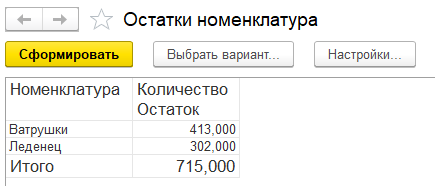 Остатки номенклатура
Сформировать Выбрать вариант... Настройки...
Номенклатура Количество
Остаток
Ватрушки 413,000
Леденец 302,000
Итого 715,000